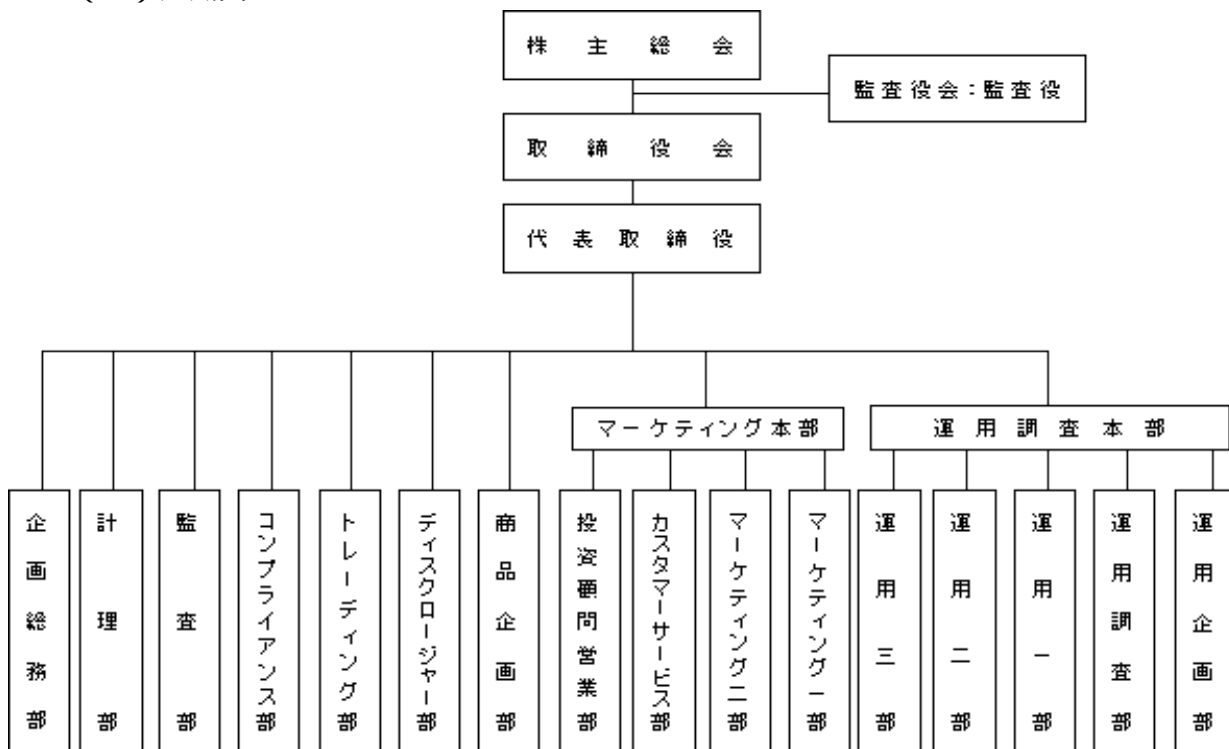 株主総会
監査役会：監査役
取締役会
代表取締役
マーケティング本部
運用調査本部
企画総務部
計理部
監査部
コンプライアンス部
トレーディング部
ディスクロージャー部
商品企画部
投資顧問営業部
カスタマーサービス部
マーケティング二部
マーケティング一部
運用三部
運用二部
運用一部
運用調査部
運用企画部